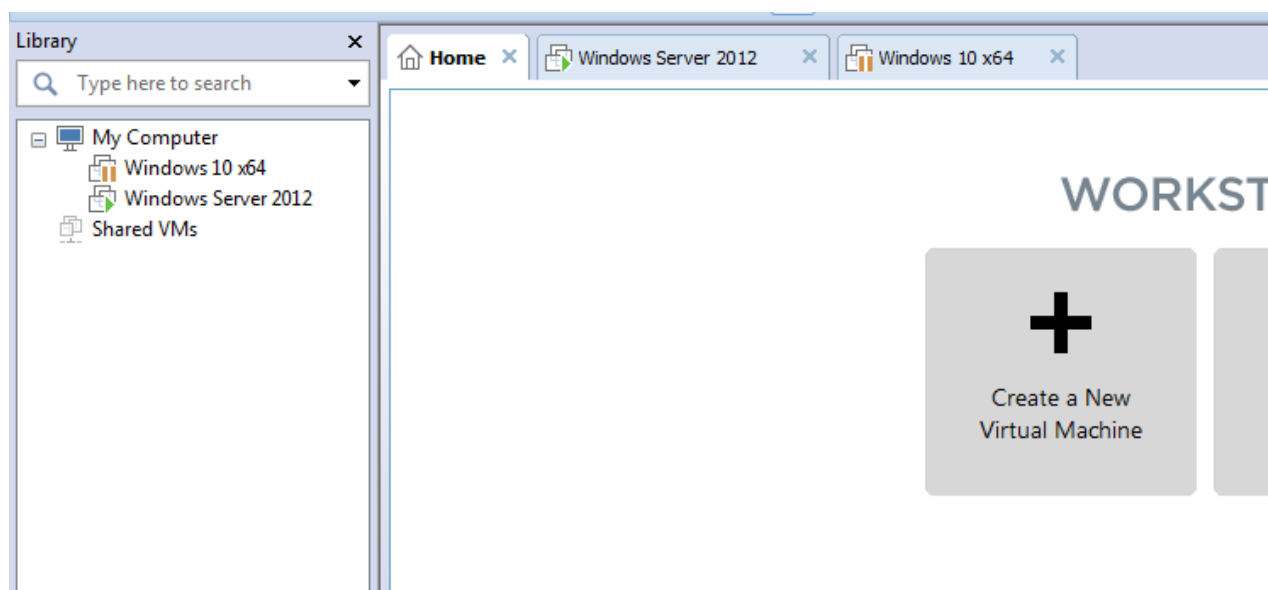 Library
Type here to search
My Computer
Windows 10 x64
Windows Server 2012
Shared VMs
Home
Windows Server 2012
Windows 10 x64
WORKST
Create a New
Virtual Machine